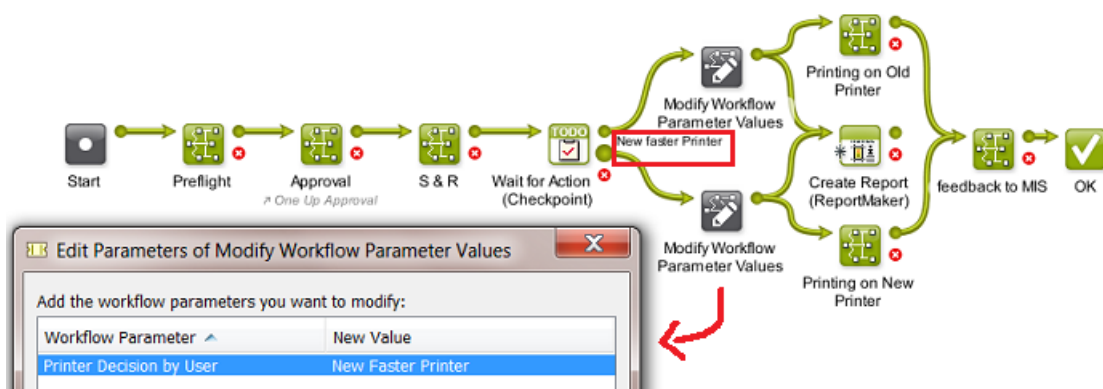 Printing on Old
Printer
Modify Workflow
Parameter Values
TODO
New faster Printer
Start
Preflight
Approval
↗ One Up Approval
S & R
Wait for Action
(Checkpoint)
Create Report
(ReportMaker)
feedback to MIS
OK
Modify Workflow
Parameter Values
Printing on New
Printer
Edit Parameters of Modify Workflow Parameter Values
Add the workflow parameters you want to modify:
Workflow Parameter New Value
Printer Decision by User New Faster Printer